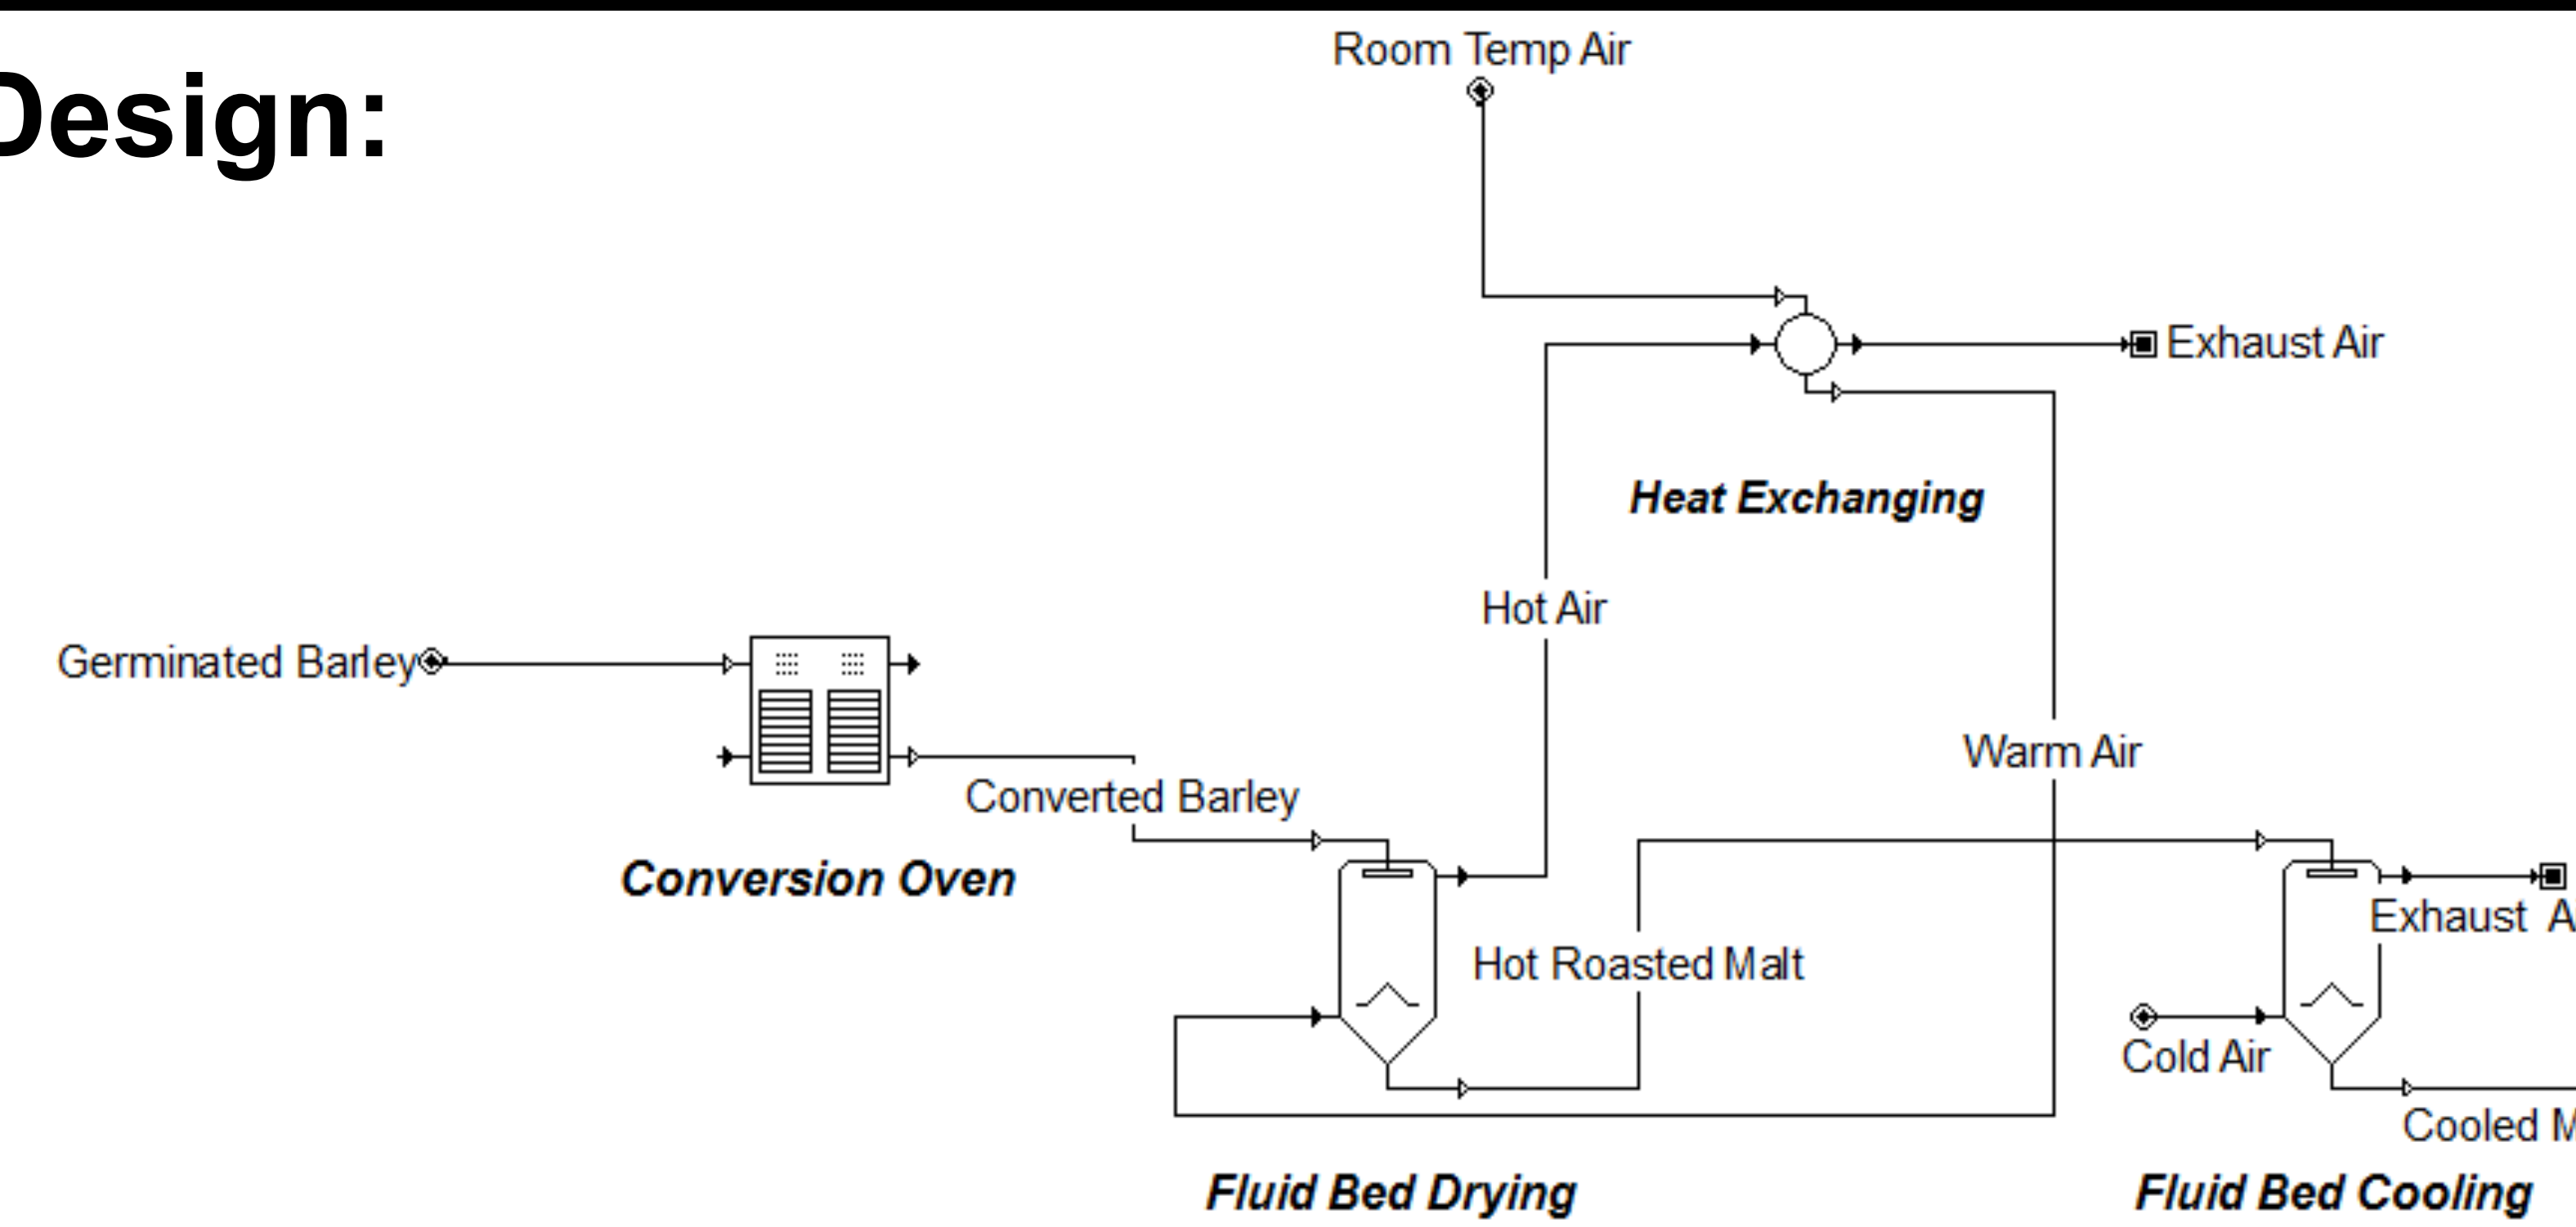 Design:
Room Temp Air
Exhaust Air
Heat Exchanging
Hot Air
Germinated Barley
Warm Air
Converted Barley
Conversion Oven
Exhaust
Hot Roasted Malt
Cold Air
Cooled
Fluid Bed Drying
Fluid Bed Cooling